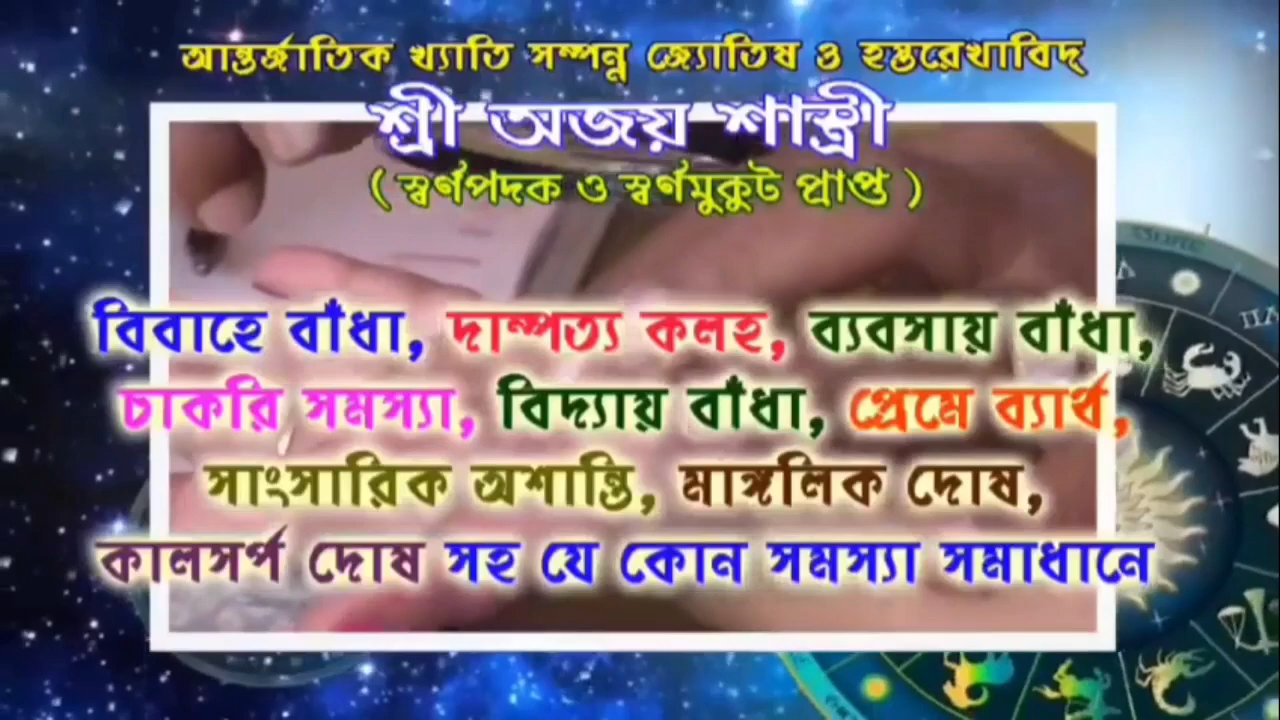 আন্তর্জাতিক খ্যাতি সম্পন্ন জ্যোতিষ ও হস্তরেখাবিদ্
শ্রী অজয় শাস্ত্রী
( স্বর্ণপদক ও স্বর্ণমুকুট প্রাপ্ত )
বিবাহে বাঁধা, দাম্পত্য কলহ, ব্যবসায় বাঁধা,
চাকরি সমস্যা, বিদ্যায় বাঁধা, প্রেমে ব্যার্থ,
সাংসারিক অশান্তি, মাঙ্গলিক দোষ,
কালসর্প দোষ সহ যে কোন সমস্যা সমাধানে